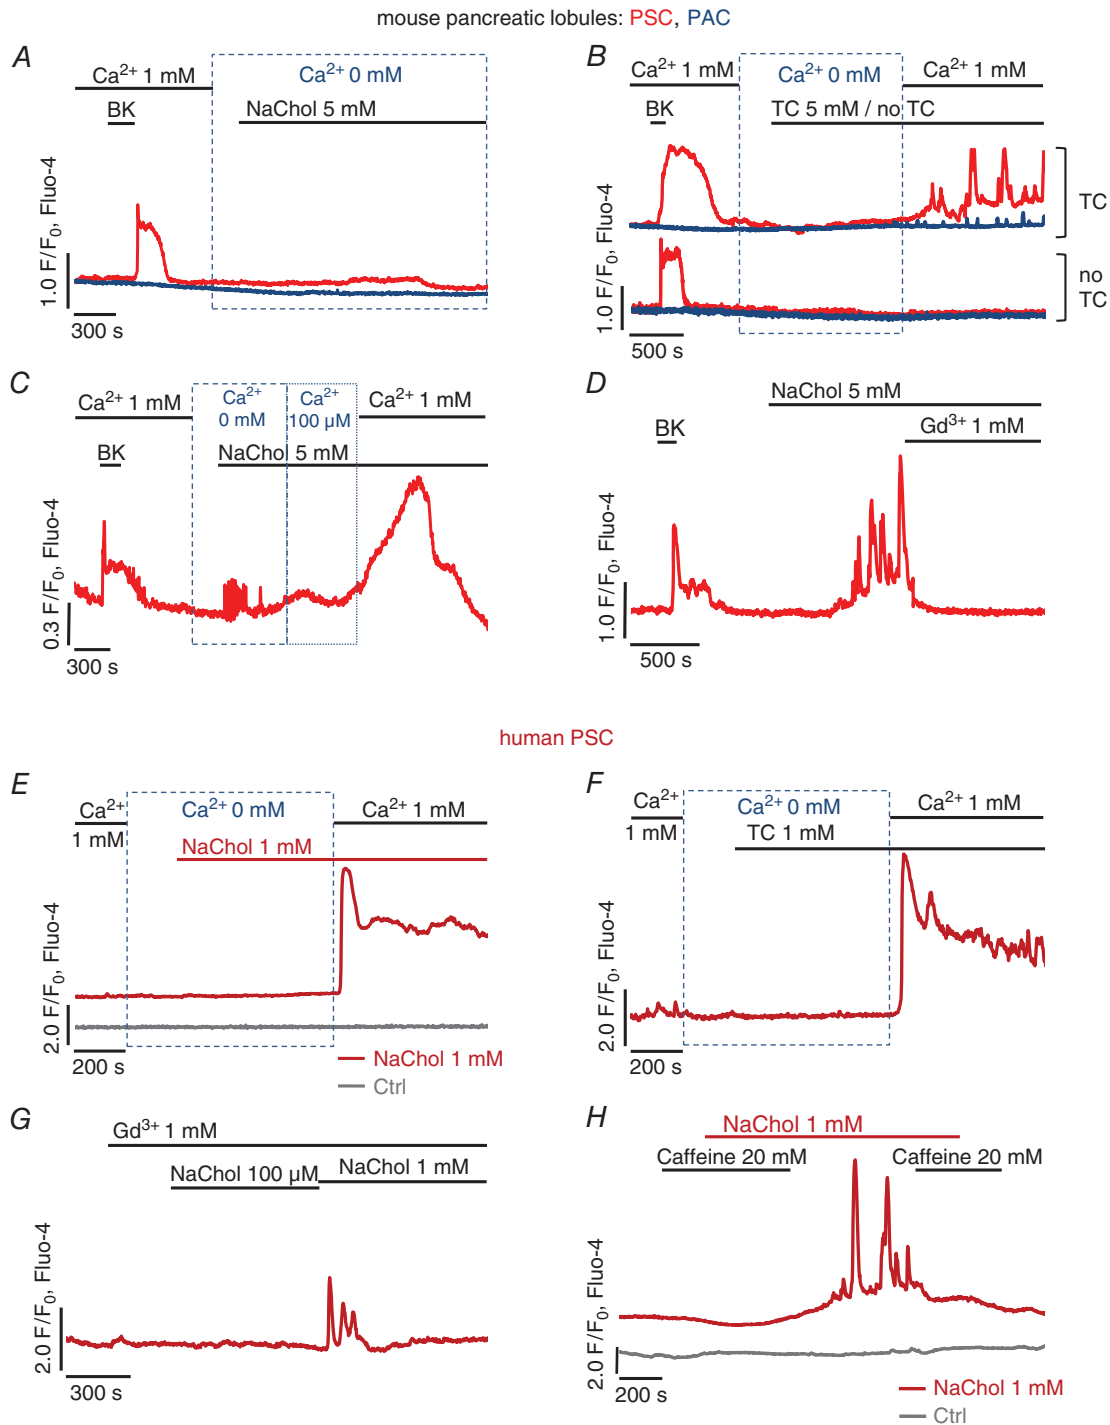 mouse pancreatic lobules: PSC, PAC
A
Ca²⁺ 1 mM
Ca²⁺ 0 mM
BK
NaChol 5 mM
1.0 F/F₀, Fluo-4
300 s
B
Ca²⁺ 1 mM
Ca²⁺ 0 mM
Ca²⁺ 1 mM
BK
TC 5 mM / no TC
TC
no
TC
1.0 F/F₀, Fluo-4
500 s
C
Ca²⁺ 1 mM
Ca²⁺
0 mM
Ca²⁺
100 µM
Ca²⁺ 1 mM
BK
NaChol 5 mM
0.3 F/F₀, Fluo-4
300 s
D
NaChol 5 mM
BK
Gd³⁺ 1 mM
1.0 F/F₀, Fluo-4
500 s
human PSC
E
Ca²⁺
1 mM
Ca²⁺ 0 mM
Ca²⁺ 1 mM
NaChol 1 mM
2.0 F/F₀, Fluo-4
200 s
NaChol 1 mM
Ctrl
F
Ca²⁺
1 mM
Ca²⁺ 0 mM
Ca²⁺ 1 mM
TC 1 mM
2.0 F/F₀, Fluo-4
200 s
G
Gd³⁺ 1 mM
NaChol 100 µM
NaChol 1 mM
2.0 F/F₀, Fluo-4
300 s
H
NaChol 1 mM
Caffeine 20 mM
Caffeine 20 mM
2.0 F/F₀, Fluo-4
200 s
NaChol 1 mM
Ctrl